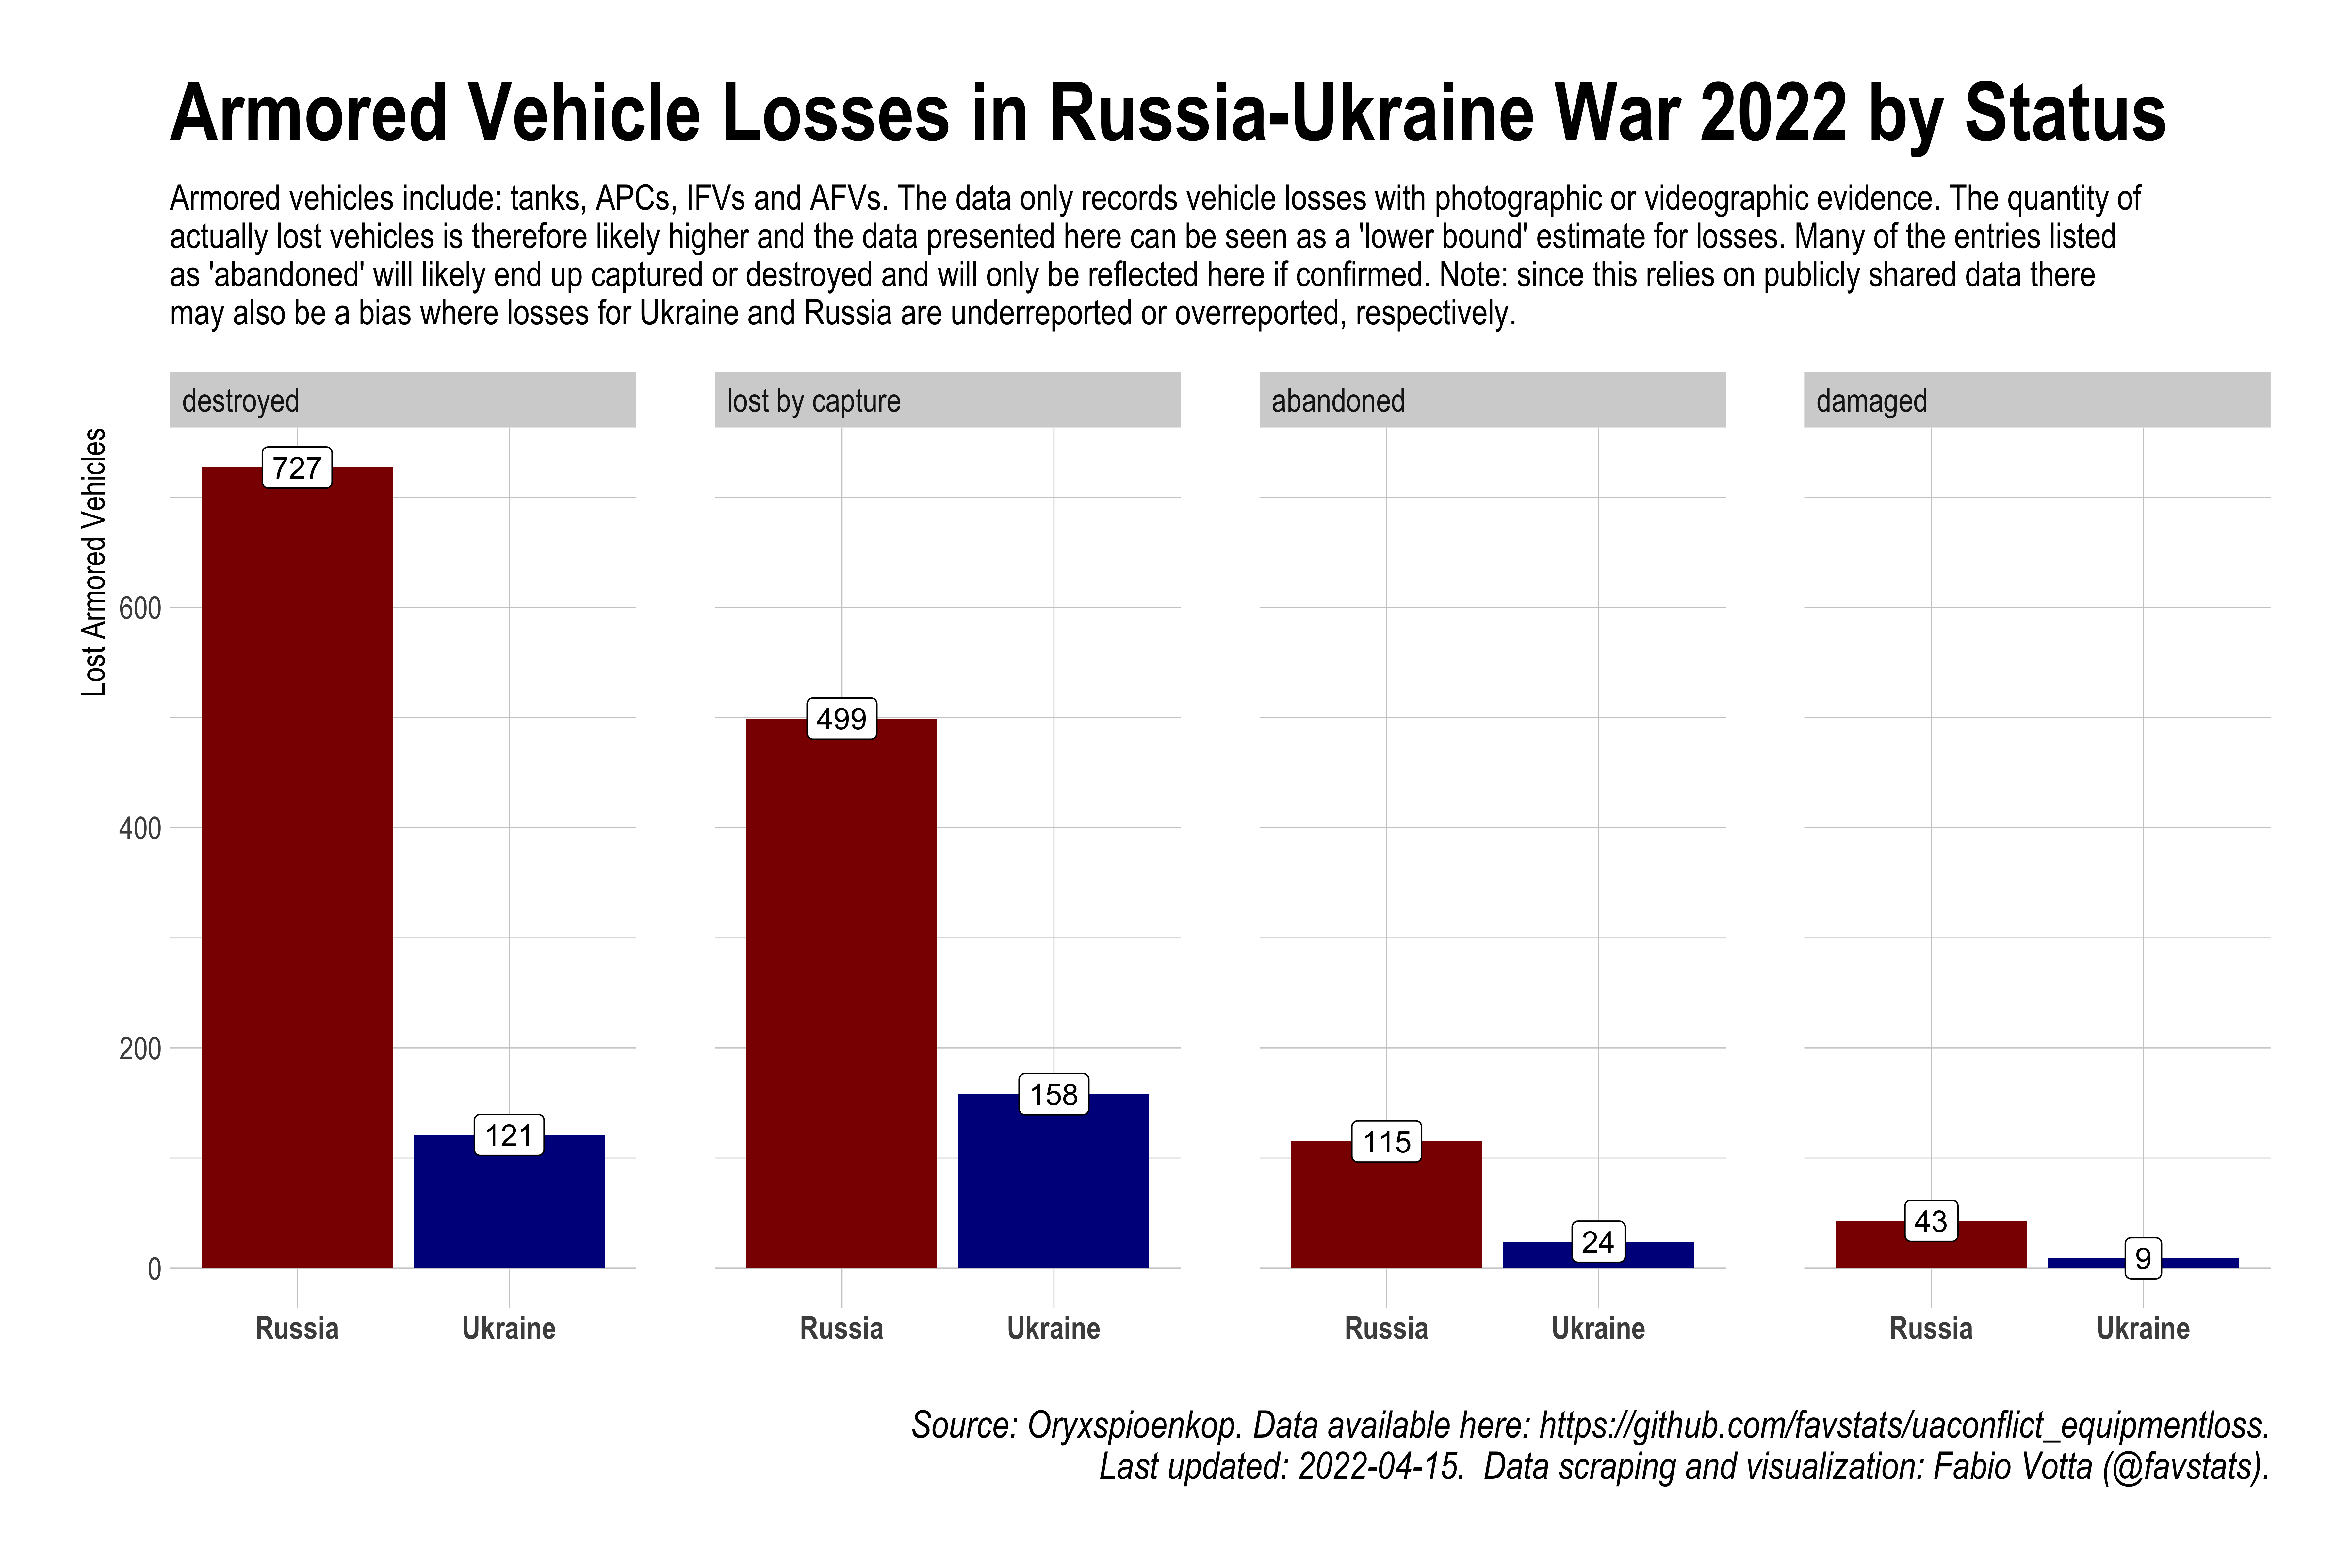 Armored Vehicle Losses in Russia-Ukraine War 2022 by Status
Armored vehicles include: tanks, APCs, IFVs and AFVs. The data only records vehicle losses with photographic or videographic evidence. The quantity of
actually lost vehicles is therefore likely higher and the data presented here can be seen as a 'lower bound' estimate for losses. Many of the entries listed
as 'abandoned' will likely end up captured or destroyed and will only be reflected here if confirmed. Note: since this relies on publicly shared data there
may also be a bias where losses for Ukraine and Russia are underreported or overreported, respectively.
destroyed
lost by capture
abandoned
damaged
Lost Armored Vehicles
600
400
200
0
727
121
499
158
115
24
43
9
Russia
Ukraine
Russia
Ukraine
Russia
Ukraine
Russia
Ukraine
Source: Oryxspioenkop. Data available here: https://github.com/favstats/uaconflict_equipmentloss.
Last updated: 2022-04-15.  Data scraping and visualization: Fabio Votta (@favstats).